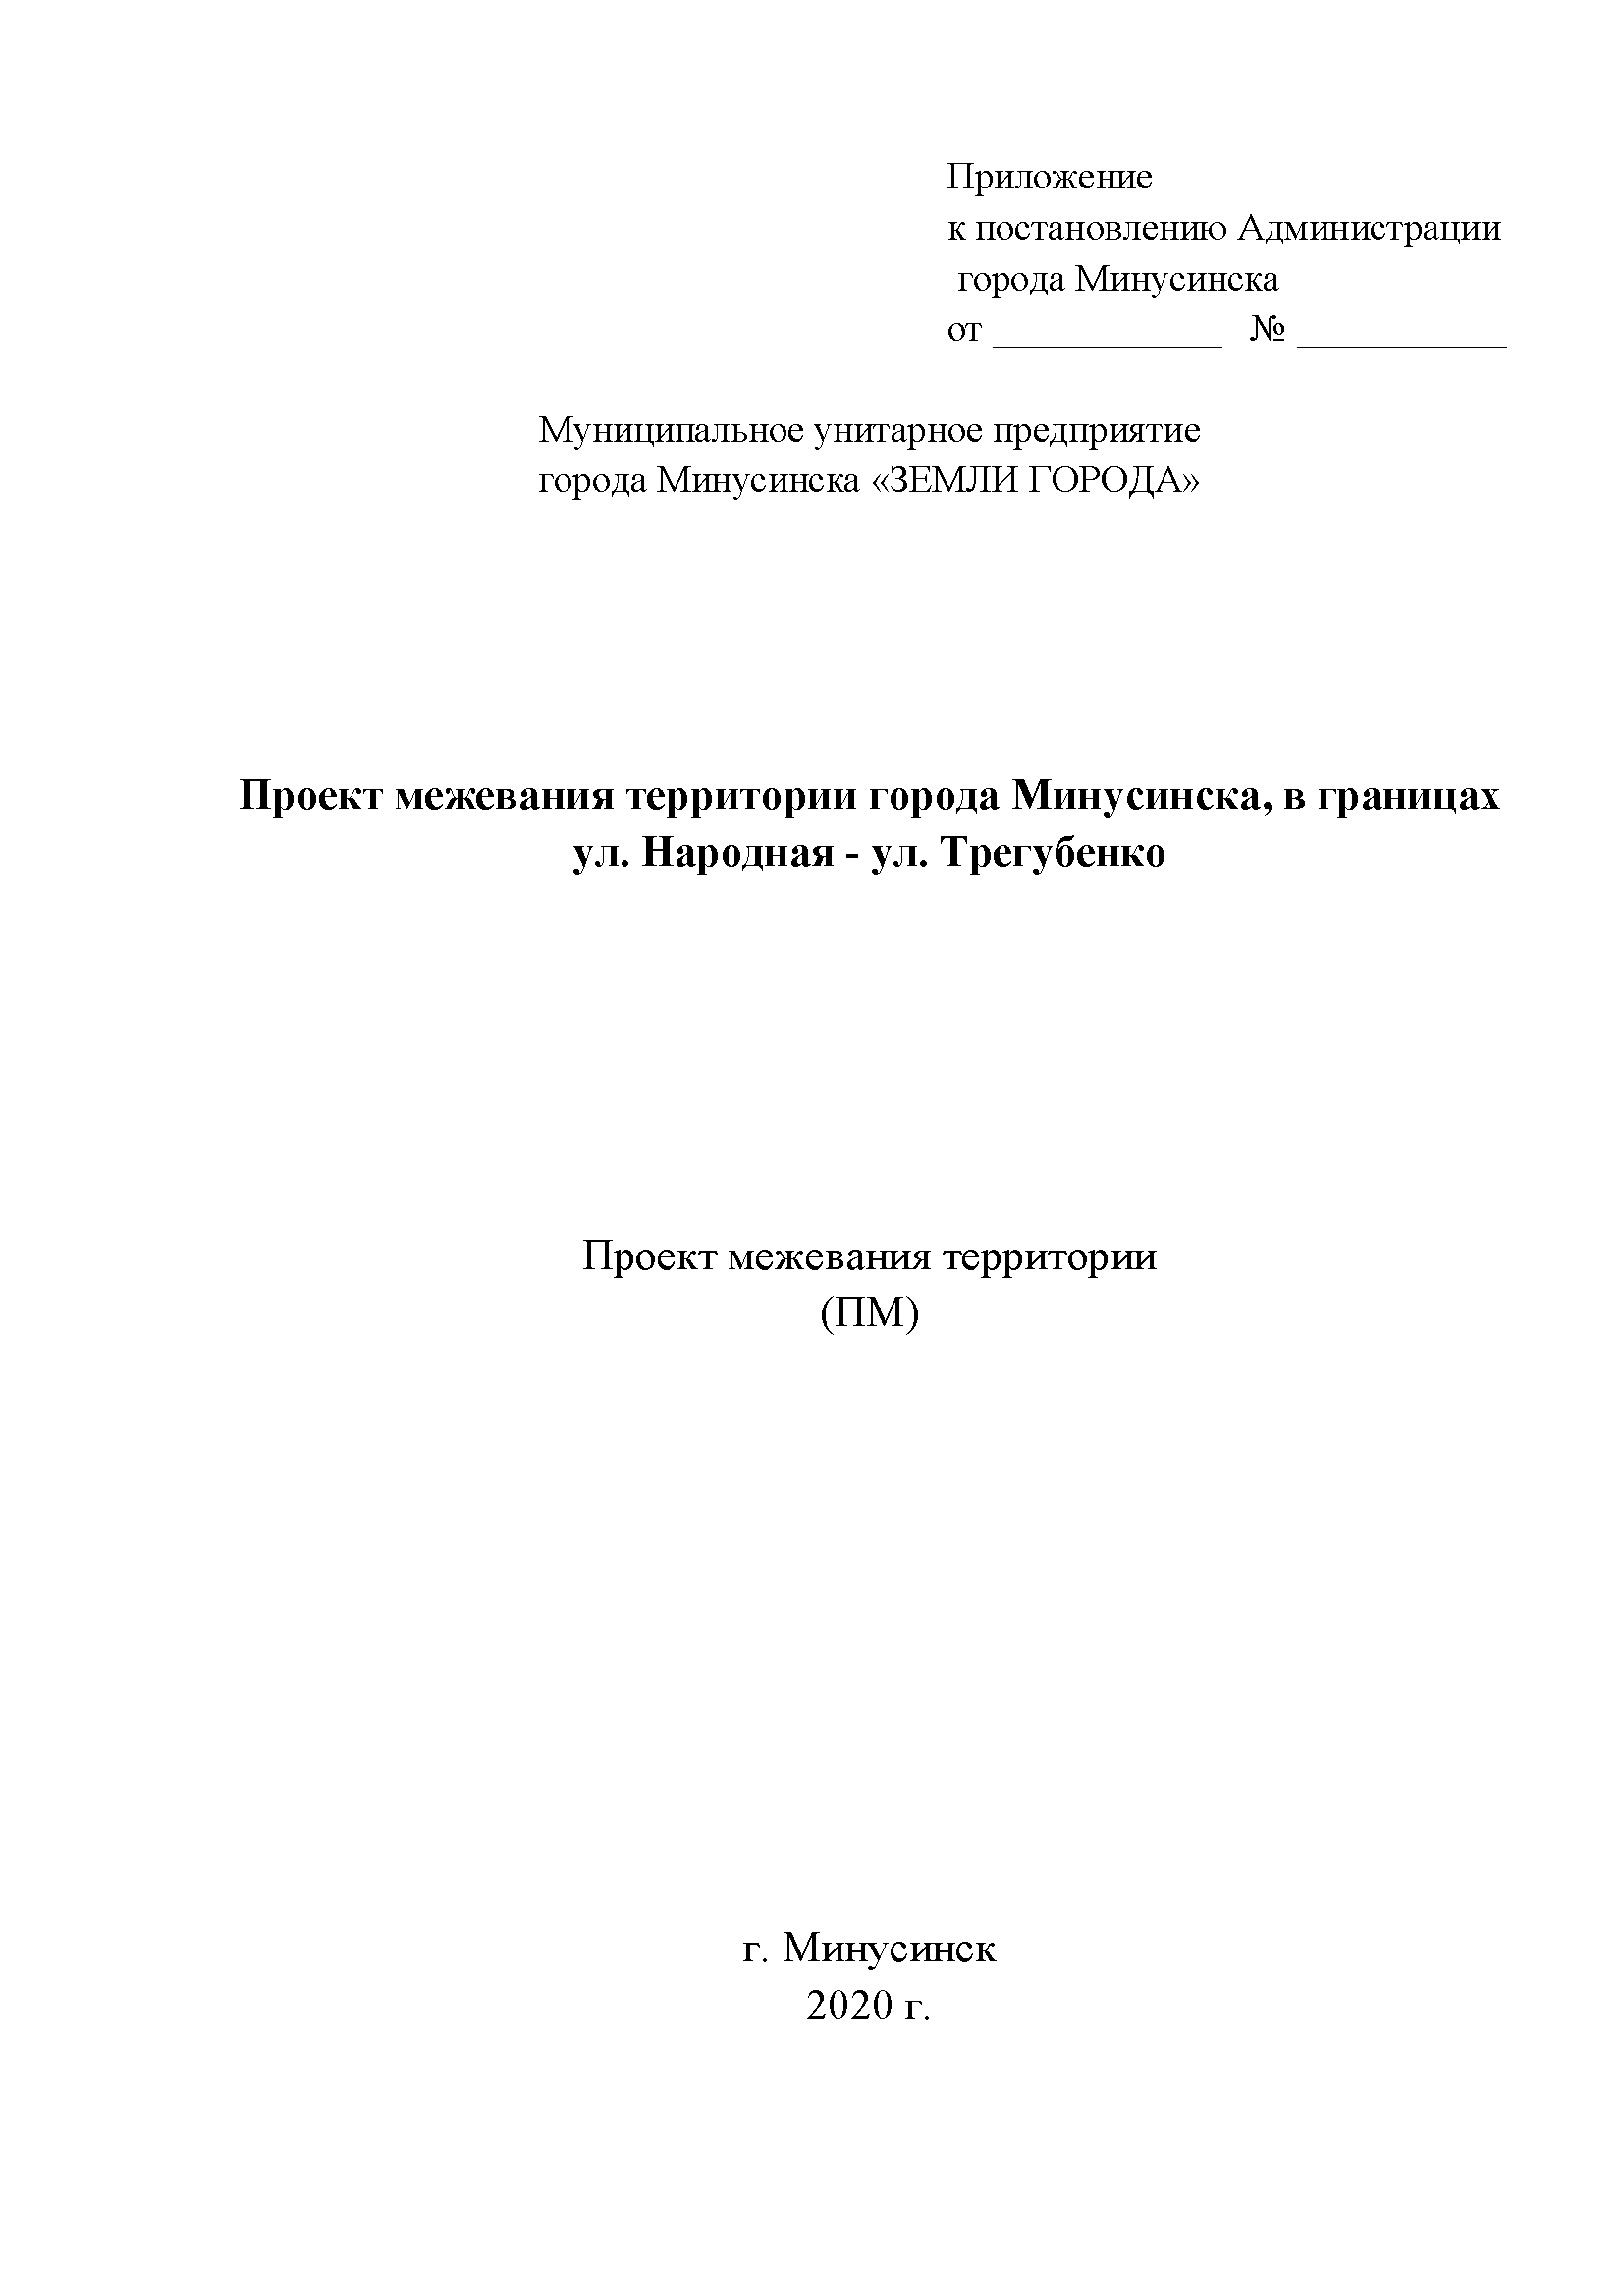 Приложение
к постановлению Администрации
города Минусинска
от ___________ № __________
Муниципальное унитарное предприятие
города Минусинска «ЗЕМЛИ ГОРОДА»
Проект межевания территории города Минусинска, в границах
ул. Народная - ул. Трегубенко
Проект межевания территории
(ПМ)
г. Минусинск
2020 г.